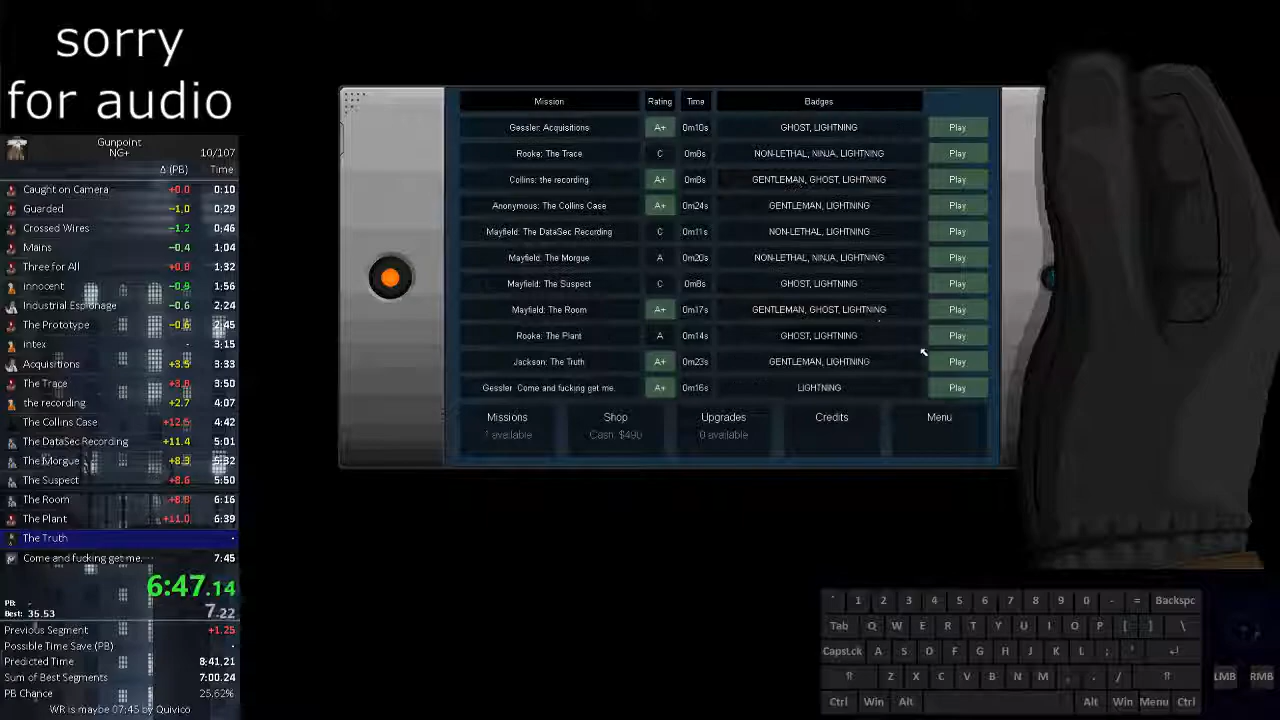 sorry
for audio
Gunpoint
NG+ 10/107
Δ (PB) Time
Caught on Camera +0.0 0:10
Guarded -1.0 0:29
Crossed Wires -1.2 0:46
Mains -0.4 1:04
Three for All +0.8 1:32
Innocent -0.9 1:56
Industrial Espionage -0.6 2:24
The Prototype -0.6 2:45
Intex - 3:15
Acquisitions +3.5 3:33
The Trace +3.8 3:50
the recording +2.7 4:07
The Collins Case +12.5 4:42
The DataSec Recording +11.4 5:01
The Morgue +8.3 5:32
The Suspect +8.6 5:50
The Room +8.8 6:16
The Plant +11.0 6:39
The Truth -
Come and fucking get me. 7:45
6:47.14
PB: -
Best: 35.53 7.22
Previous Segment +1.25
Possible Time Save (PB) -
Predicted Time 8:41.21
Sum of Best Segments 7:00.24
PB Chance 25.62%
WR is maybe 07:45 by Quivico
Mission Rating Time Badges
Gessler: Acquisitions A+ 0m10s GHOST, LIGHTNING Play
Rooke: The Trace C 0m8s NON-LETHAL, NINJA, LIGHTNING Play
Collins: the recording A+ 0m8s GENTLEMAN, GHOST, LIGHTNING Play
Anonymous: The Collins Case A+ 0m24s GENTLEMAN, LIGHTNING Play
Mayfield: The DataSec Recording C 0m11s NON-LETHAL, LIGHTNING Play
Mayfield: The Morgue A 0m20s NON-LETHAL, NINJA, LIGHTNING Play
Mayfield: The Suspect C 0m8s GHOST, LIGHTNING Play
Mayfield: The Room A+ 0m17s GENTLEMAN, GHOST, LIGHTNING Play
Rooke: The Plant A 0m14s GHOST, LIGHTNING Play
Jackson: The Truth A+ 0m23s GENTLEMAN, LIGHTNING Play
Gessler: Come and fucking get me. A+ 0m16s LIGHTNING Play
Missions Shop Upgrades Credits Menu
1 available Cash: $490 0 available
` 1 2 3 4 5 6 7 8 9 0 - = Backspc
Tab Q W E R T Y U I O P [ ] \
CapsLck A S D F G H J K L ; ' ↵
⇑ Z X C V B N M , . / ⇑
Ctrl Win Alt Alt Win Menu Ctrl
LMB RMB